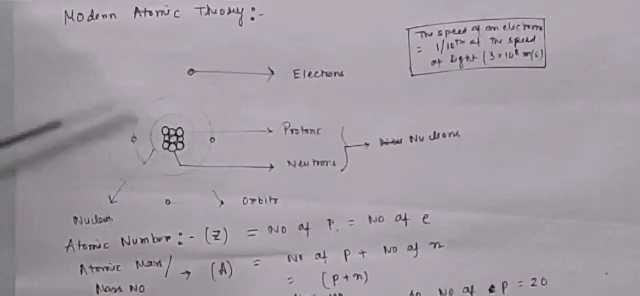 Modern Atomic Theory :-
The speed of an electron
= 1/10th of the speed
of light (3×10⁸ m/s)
Electrons
Protons
Nucleons
Neutrons
Nucleus
Orbits
Atomic Number :- (Z) = No of P. = No of e
Atomic Mass/ → (A) = No of P + No of n
Mass No = (p+n)
No of p = 20